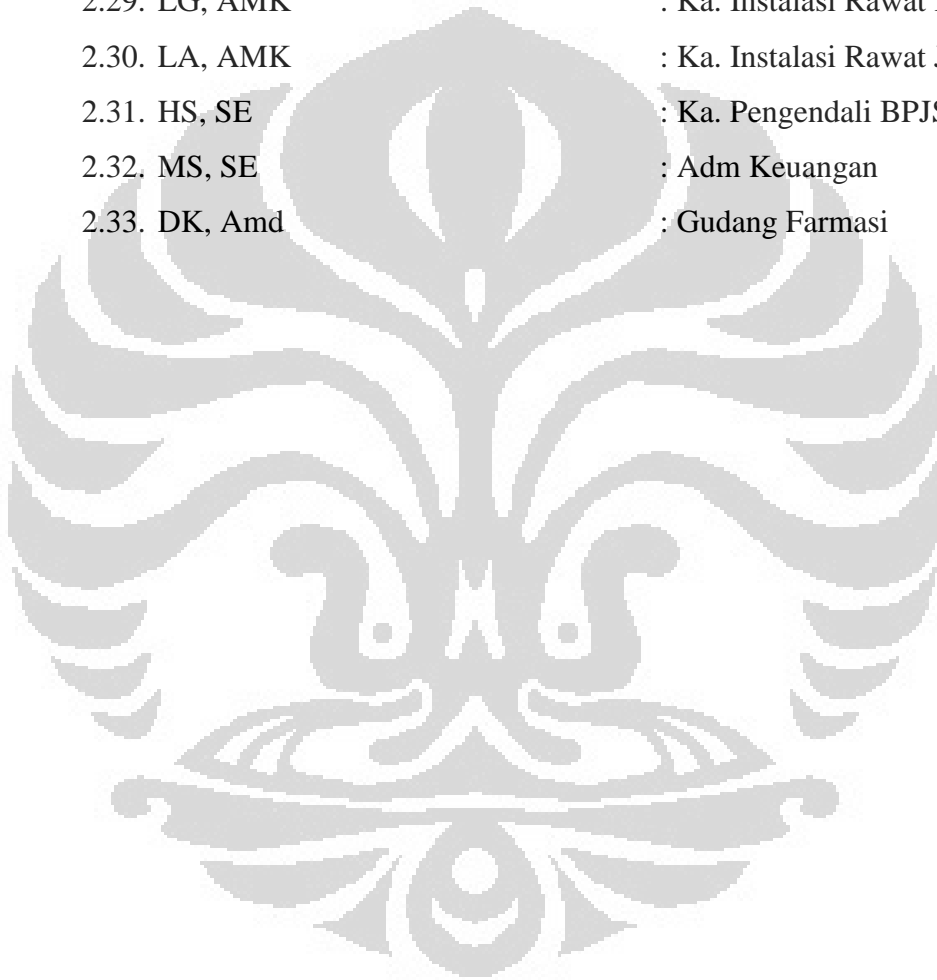 2.29. LG, AMK : Ka. Instalasi Rawat
2.30. LA, AMK : Ka. Instalasi Rawat
2.31. HS, SE : Ka. Pengendali BPJS
2.32. MS, SE : Adm Keuangan
2.33. DK, Amd : Gudang Farmasi